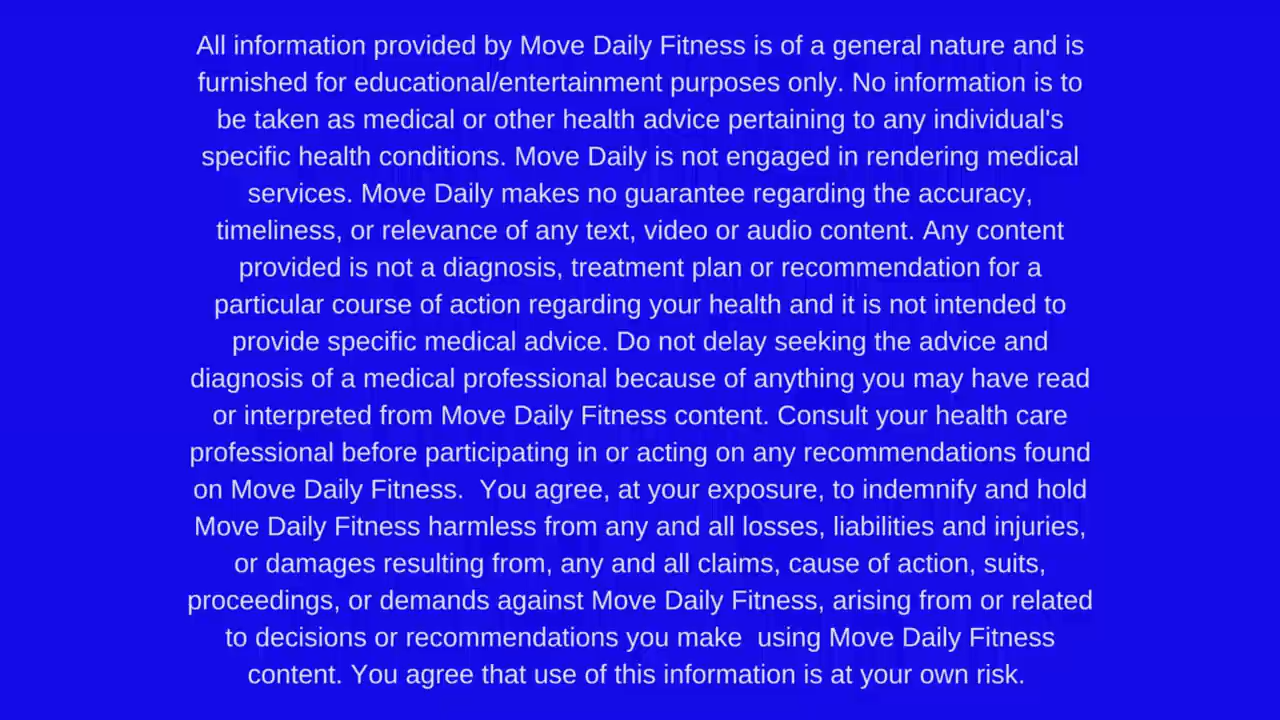 All information provided by Move Daily Fitness is of a general nature and is
furnished for educational/entertainment purposes only. No information is to
be taken as medical or other health advice pertaining to any individual's
specific health conditions. Move Daily is not engaged in rendering medical
services. Move Daily makes no guarantee regarding the accuracy,
timeliness, or relevance of any text, video or audio content. Any content
provided is not a diagnosis, treatment plan or recommendation for a
particular course of action regarding your health and it is not intended to
provide specific medical advice. Do not delay seeking the advice and
diagnosis of a medical professional because of anything you may have read
or interpreted from Move Daily Fitness content. Consult your health care
professional before participating in or acting on any recommendations found
on Move Daily Fitness.  You agree, at your exposure, to indemnify and hold
Move Daily Fitness harmless from any and all losses, liabilities and injuries,
or damages resulting from, any and all claims, cause of action, suits,
proceedings, or demands against Move Daily Fitness, arising from or related
to decisions or recommendations you make  using Move Daily Fitness
content. You agree that use of this information is at your own risk.